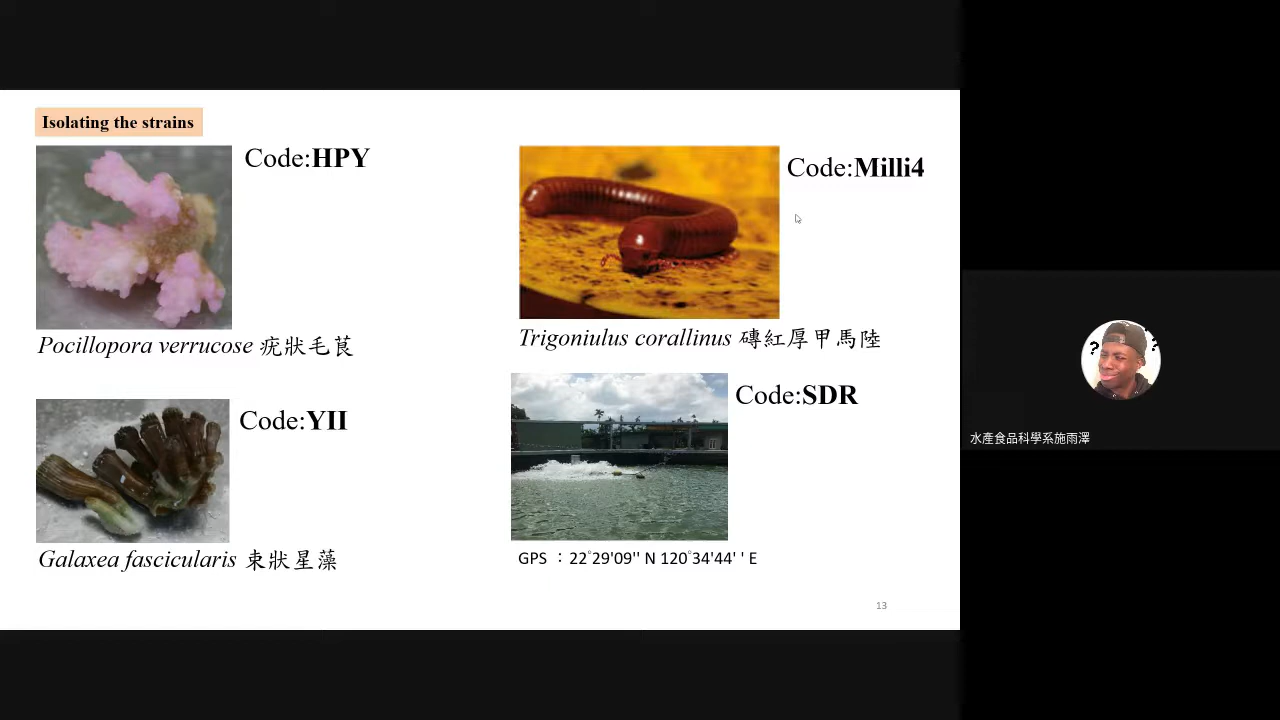 Isolating the strains
Code:HPY
Pocillopora verrucose 疣狀毛莨
Code:YII
Galaxea fascicularis 束狀星藻
Code:Milli4
Trigoniulus corallinus 磚紅厚甲馬陸
Code:SDR
GPS ：22°29'09'' N 120°34'44' ' E
13
? ?
水產食品科學系施雨澤